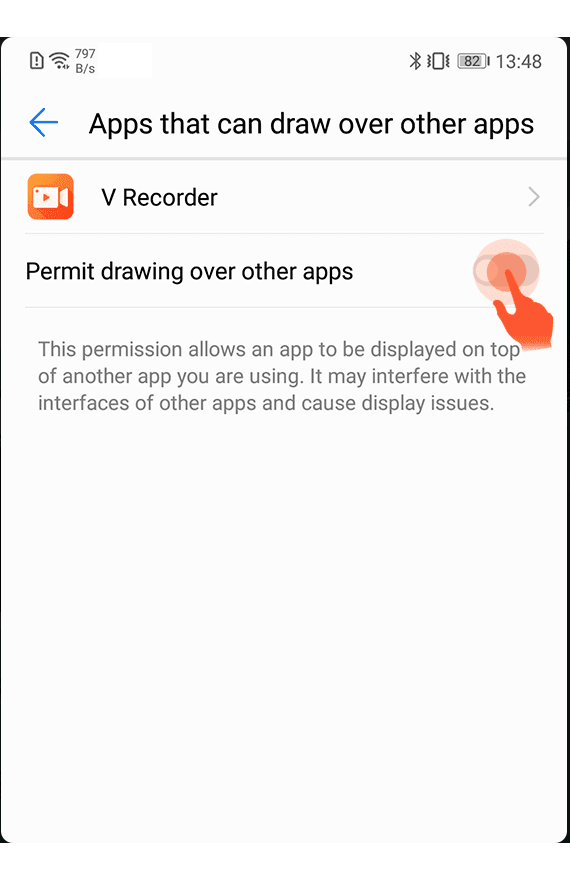 797
B/s
82
13:48
Apps that can draw over other apps
V Recorder
Permit drawing over other apps
This permission allows an app to be displayed on top
of another app you are using. It may interfere with the
interfaces of other apps and cause display issues.